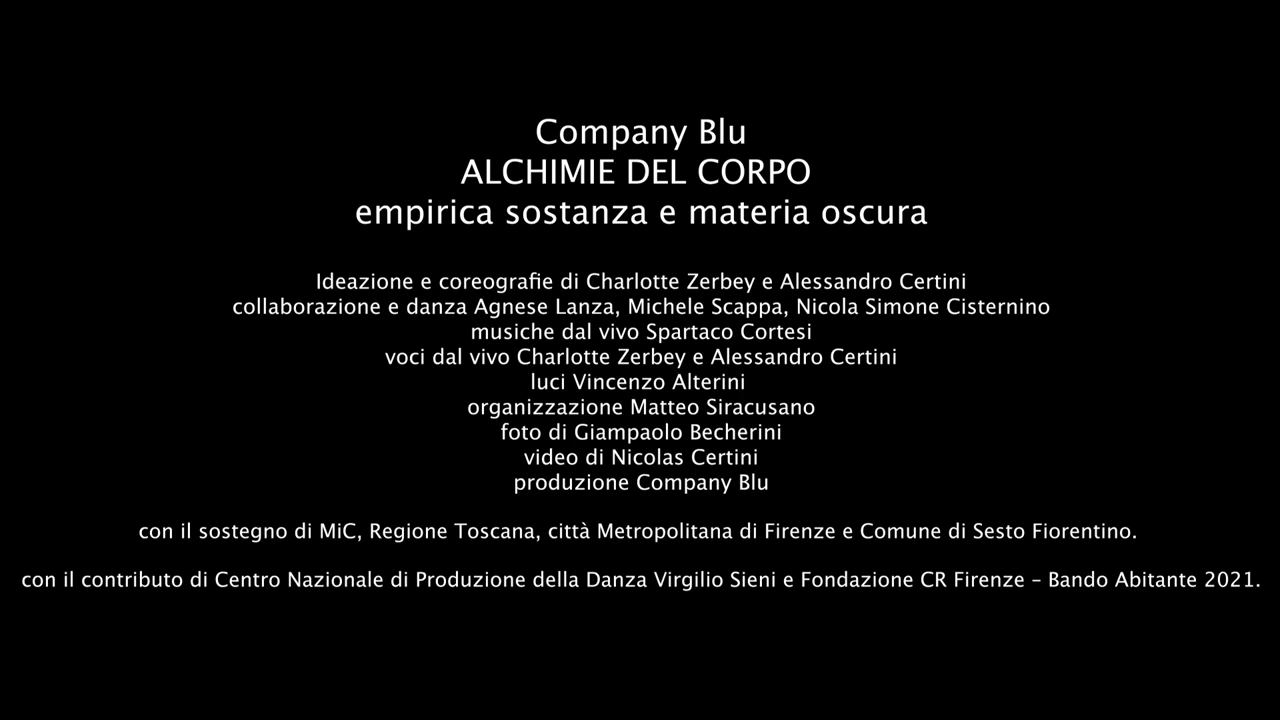 Company Blu
ALCHIMIE DEL CORPO
empirica sostanza e materia oscura
Ideazione e coreografie di Charlotte Zerbey e Alessandro Certini
collaborazione e danza Agnese Lanza, Michele Scappa, Nicola Simone Cisternino
musiche dal vivo Spartaco Cortesi
voci dal vivo Charlotte Zerbey e Alessandro Certini
luci Vincenzo Alterini
organizzazione Matteo Siracusano
foto di Giampaolo Becherini
video di Nicolas Certini
produzione Company Blu
con il sostegno di MiC, Regione Toscana, città Metropolitana di Firenze e Comune di Sesto Fiorentino.
con il contributo di Centro Nazionale di Produzione della Danza Virgilio Sieni e Fondazione CR Firenze – Bando Abitante 2021.